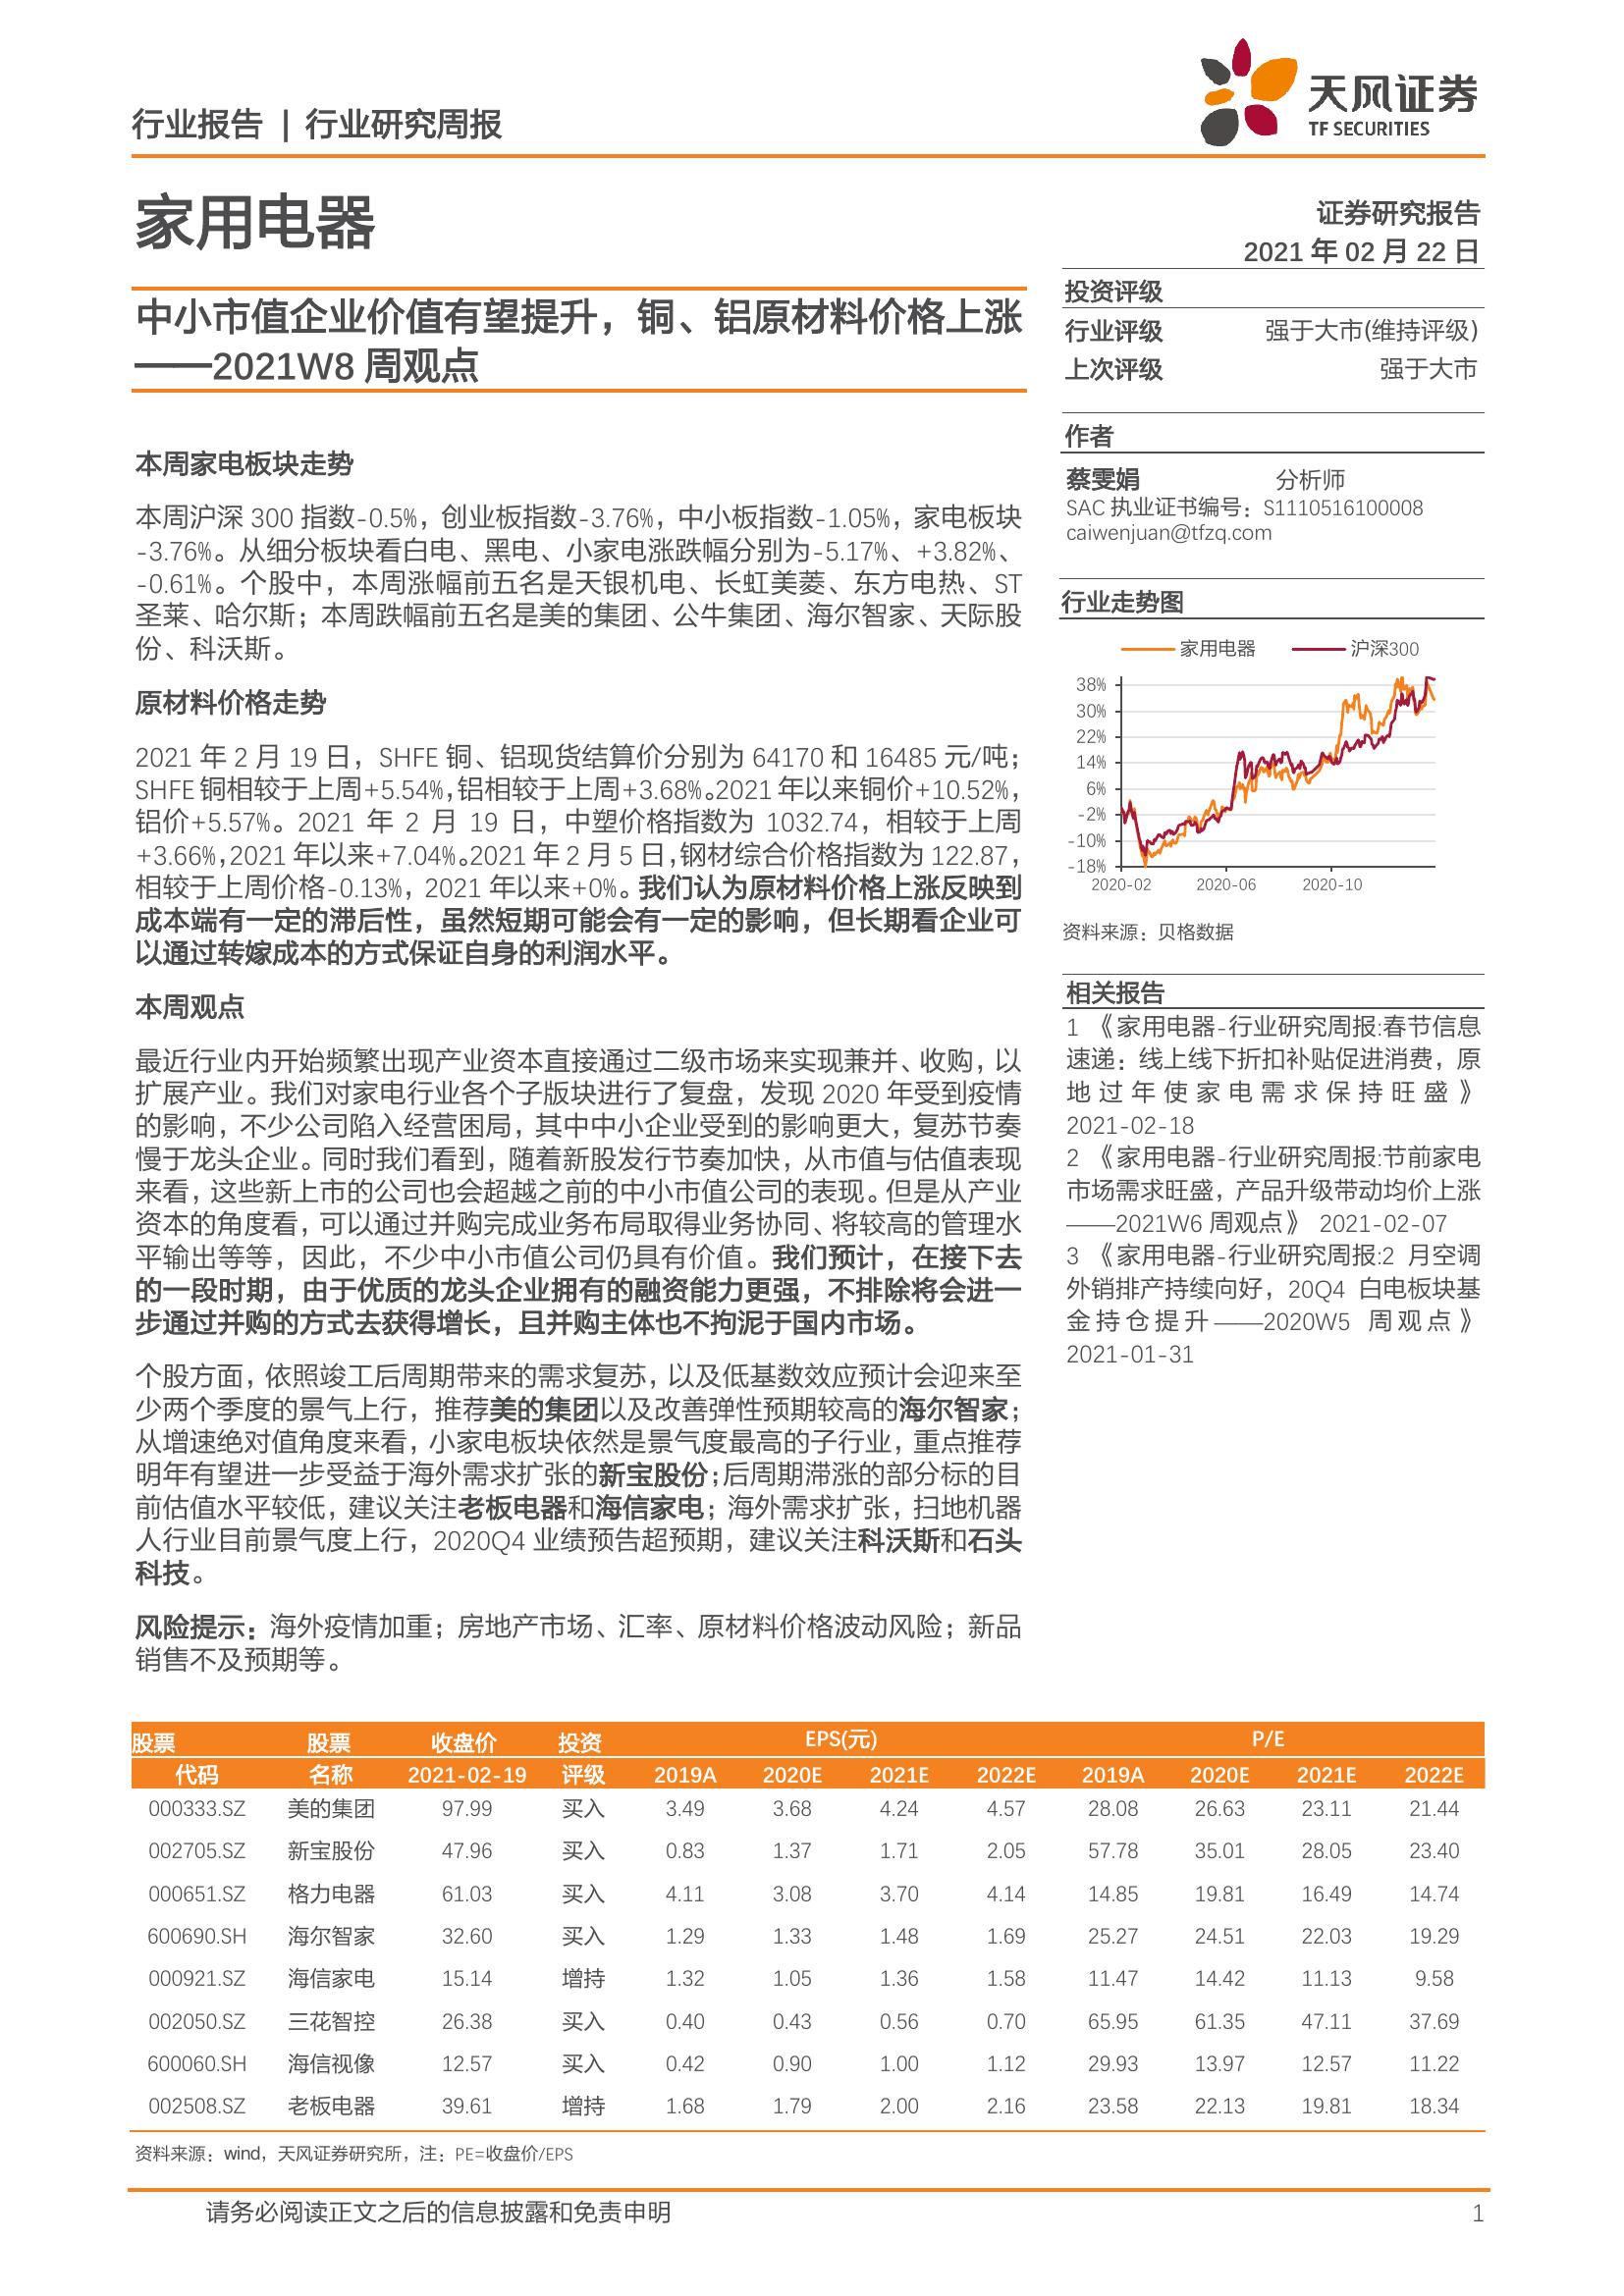 行业报告 | 行业研究周报
天风证券
TF SECURITIES
家用电器
证券研究报告
2021 年 02 月 22 日
中小市值企业价值有望提升，铜、铝原材料价格上涨
——2021W8 周观点
投资评级
行业评级 强于大市(维持评级)
上次评级 强于大市
作者
蔡雯娟 分析师
SAC 执业证书编号：S1110516100008
caiwenjuan@tfzq.com
行业走势图
家用电器 沪深300
38%
30%
22%
14%
6%
-2%
-10%
-18%
2020-02 2020-06 2020-10
资料来源：贝格数据
相关报告
1 《家用电器-行业研究周报:春节信息
速递：线上线下折扣补贴促进消费，原
地过年使家电需求保持旺盛》
2021-02-18
2 《家用电器-行业研究周报:节前家电
市场需求旺盛，产品升级带动均价上涨
——2021W6 周观点》 2021-02-07
3 《家用电器-行业研究周报:2 月空调
外销排产持续向好，20Q4 白电板块基
金持仓提升——2020W5 周观点》
2021-01-31
本周家电板块走势
本周沪深 300 指数-0.5%，创业板指数-3.76%，中小板指数-1.05%，家电板块
-3.76%。从细分板块看白电、黑电、小家电涨跌幅分别为-5.17%、+3.82%、
-0.61%。个股中，本周涨幅前五名是天银机电、长虹美菱、东方电热、ST
圣莱、哈尔斯；本周跌幅前五名是美的集团、公牛集团、海尔智家、天际股
份、科沃斯。
原材料价格走势
2021 年 2 月 19 日，SHFE 铜、铝现货结算价分别为 64170 和 16485 元/吨；
SHFE 铜相较于上周+5.54%，铝相较于上周+3.68%。2021 年以来铜价+10.52%，
铝价+5.57%。2021 年 2 月 19 日，中塑价格指数为 1032.74，相较于上周
+3.66%，2021 年以来+7.04%。2021 年 2 月 5 日，钢材综合价格指数为 122.87，
相较于上周价格-0.13%，2021 年以来+0%。我们认为原材料价格上涨反映到
成本端有一定的滞后性，虽然短期可能会有一定的影响，但长期看企业可
以通过转嫁成本的方式保证自身的利润水平。
本周观点
最近行业内开始频繁出现产业资本直接通过二级市场来实现兼并、收购，以
扩展产业。我们对家电行业各个子版块进行了复盘，发现 2020 年受到疫情
的影响，不少公司陷入经营困局，其中中小企业受到的影响更大，复苏节奏
慢于龙头企业。同时我们看到，随着新股发行节奏加快，从市值与估值表现
来看，这些新上市的公司也会超越之前的中小市值公司的表现。但是从产业
资本的角度看，可以通过并购完成业务布局取得业务协同、将较高的管理水
平输出等等，因此，不少中小市值公司仍具有价值。我们预计，在接下去
的一段时期，由于优质的龙头企业拥有的融资能力更强，不排除将会进一
步通过并购的方式去获得增长，且并购主体也不拘泥于国内市场。
个股方面，依照竣工后周期带来的需求复苏，以及低基数效应预计会迎来至
少两个季度的景气上行，推荐美的集团以及改善弹性预期较高的海尔智家；
从增速绝对值角度来看，小家电板块依然是景气度最高的子行业，重点推荐
明年有望进一步受益于海外需求扩张的新宝股份；后周期滞涨的部分标的目
前估值水平较低，建议关注老板电器和海信家电；海外需求扩张，扫地机器
人行业目前景气度上行，2020Q4 业绩预告超预期，建议关注科沃斯和石头
科技。
风险提示：海外疫情加重；房地产市场、汇率、原材料价格波动风险；新品
销售不及预期等。
股票 股票 收盘价 投资 EPS(元) P/E
代码 名称 2021-02-19 评级 2019A 2020E 2021E 2022E 2019A 2020E 2021E 2022E
000333.SZ 美的集团 97.99 买入 3.49 3.68 4.24 4.57 28.08 26.63 23.11 21.44
002705.SZ 新宝股份 47.96 买入 0.83 1.37 1.71 2.05 57.78 35.01 28.05 23.40
000651.SZ 格力电器 61.03 买入 4.11 3.08 3.70 4.14 14.85 19.81 16.49 14.74
600690.SH 海尔智家 32.60 买入 1.29 1.33 1.48 1.69 25.27 24.51 22.03 19.29
000921.SZ 海信家电 15.14 增持 1.32 1.05 1.36 1.58 11.47 14.42 11.13 9.58
002050.SZ 三花智控 26.38 买入 0.40 0.43 0.56 0.70 65.95 61.35 47.11 37.69
600060.SH 海信视像 12.57 买入 0.42 0.90 1.00 1.12 29.93 13.97 12.57 11.22
002508.SZ 老板电器 39.61 增持 1.68 1.79 2.00 2.16 23.58 22.13 19.81 18.34
资料来源：wind，天风证券研究所，注：PE=收盘价/EPS
请务必阅读正文之后的信息披露和免责申明 1